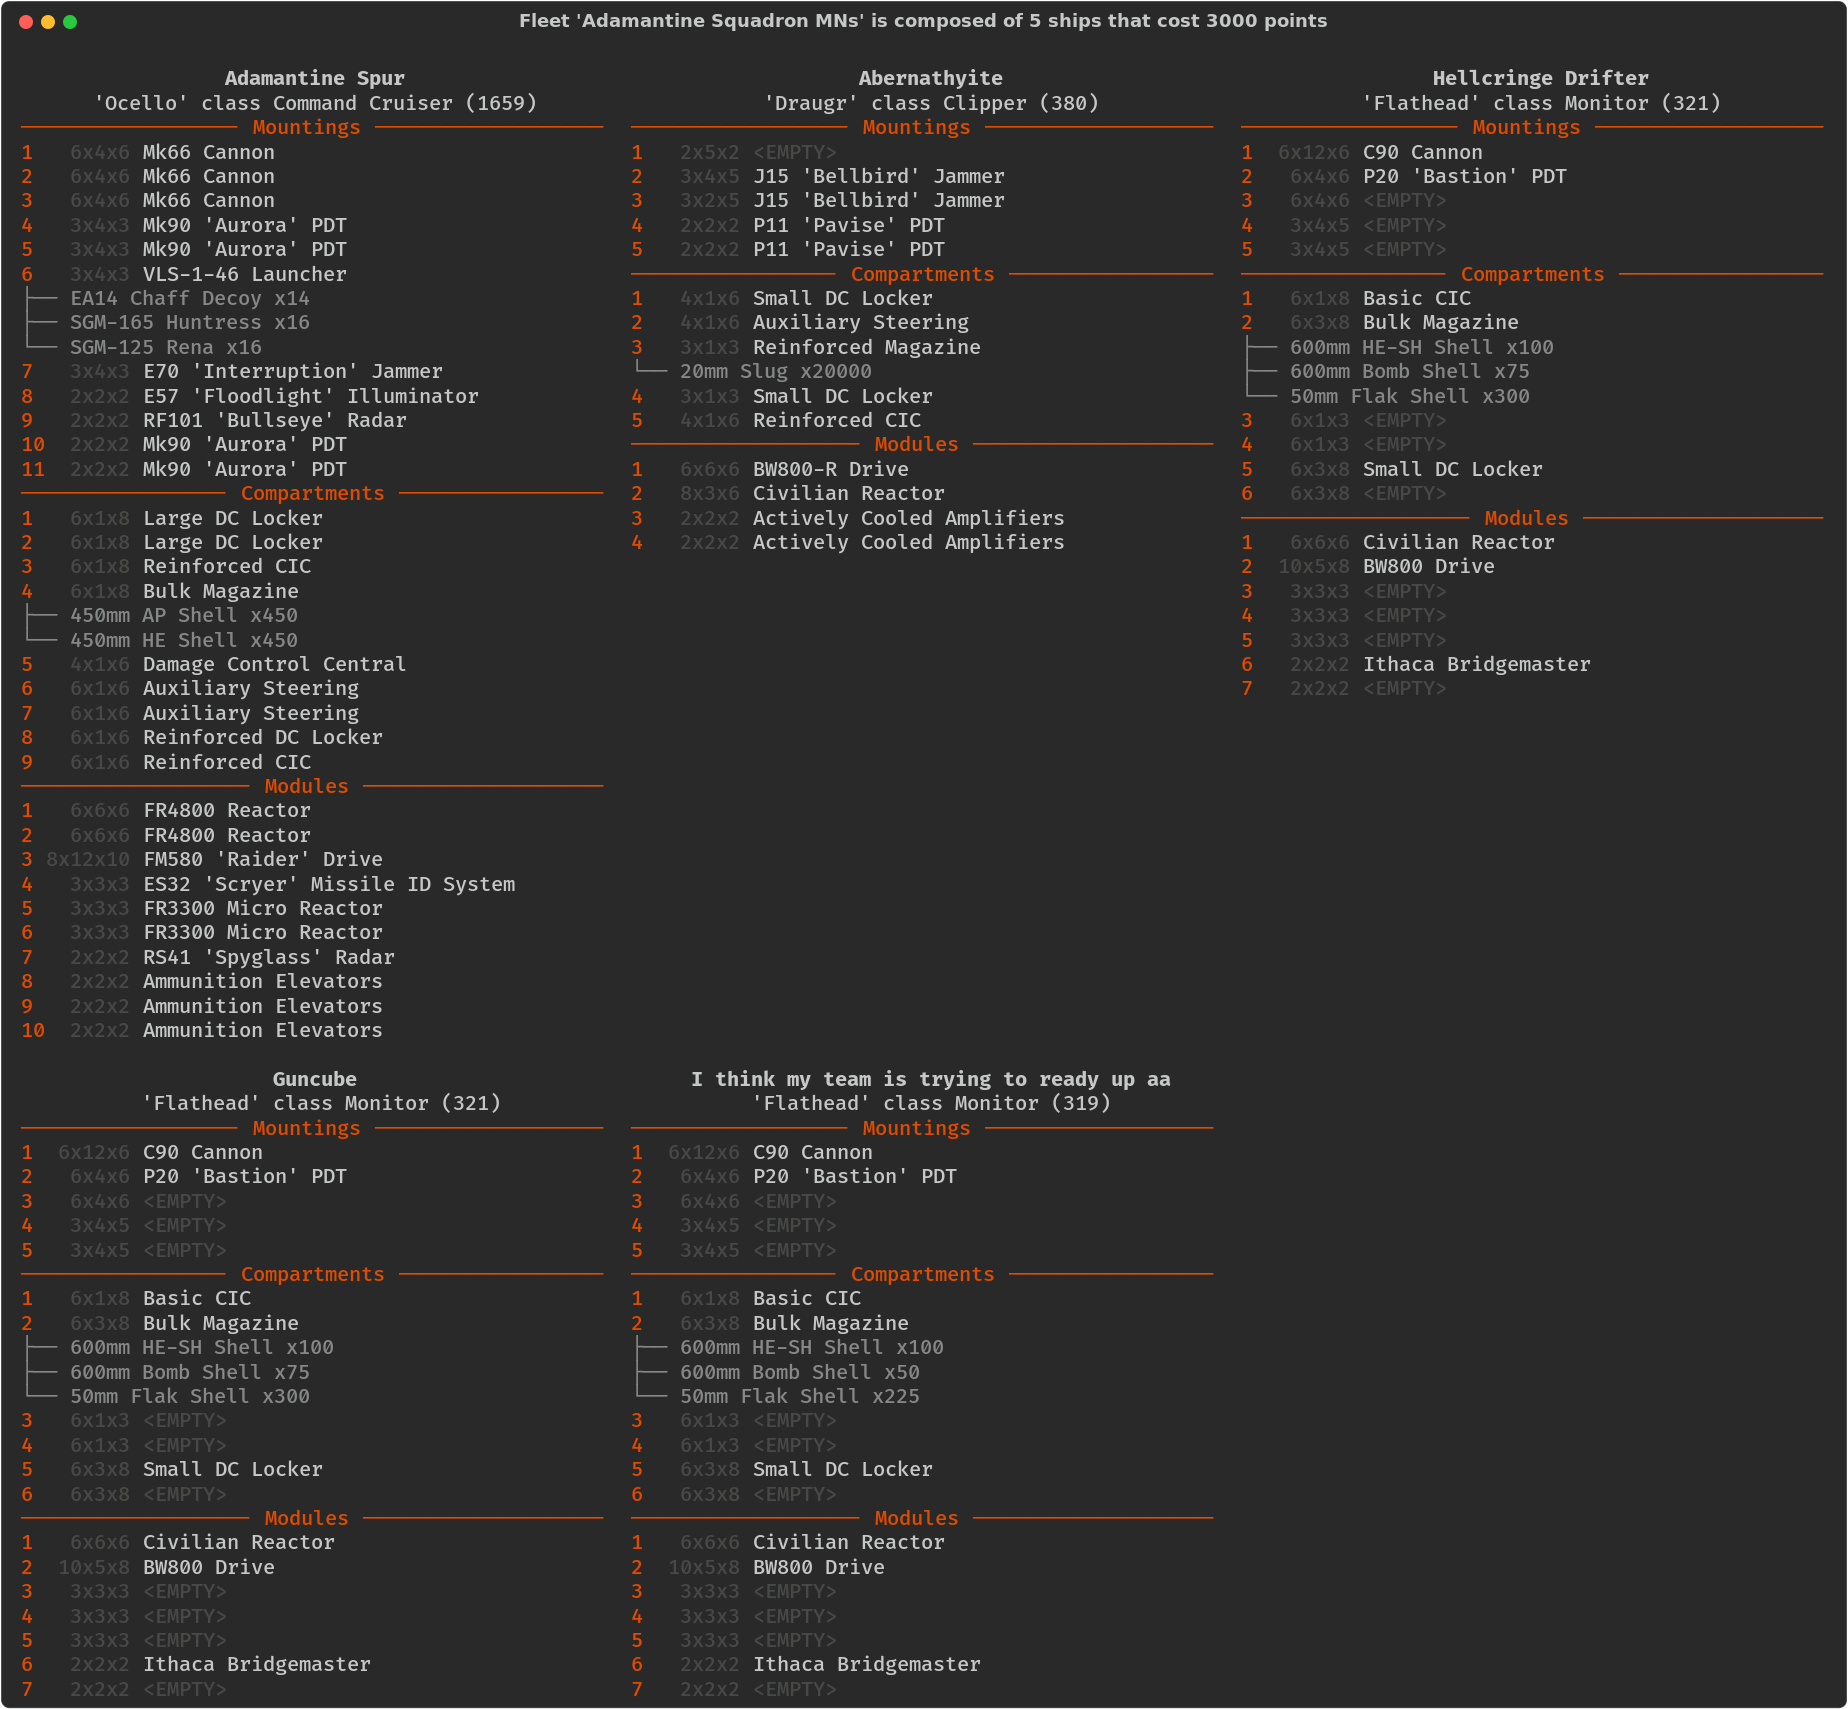 Fleet 'Adamantine Squadron MNs' is composed of 5 ships that cost 3000 points
Adamantine Spur
'Ocello' class Command Cruiser (1659)
Mountings
1 6x4x6 Mk66 Cannon
2 6x4x6 Mk66 Cannon
3 6x4x6 Mk66 Cannon
4 3x4x3 Mk90 'Aurora' PDT
5 3x4x3 Mk90 'Aurora' PDT
6 3x4x3 VLS-1-46 Launcher
EA14 Chaff Decoy x14
SGM-165 Huntress x16
SGM-125 Rena x16
7 3x4x3 E70 'Interruption' Jammer
8 2x2x2 E57 'Floodlight' Illuminator
9 2x2x2 RF101 'Bullseye' Radar
10 2x2x2 Mk90 'Aurora' PDT
11 2x2x2 Mk90 'Aurora' PDT
Compartments
1 6x1x8 Large DC Locker
2 6x1x8 Large DC Locker
3 6x1x8 Reinforced CIC
4 6x1x8 Bulk Magazine
450mm AP Shell x450
450mm HE Shell x450
5 4x1x6 Damage Control Central
6 6x1x6 Auxiliary Steering
7 6x1x6 Auxiliary Steering
8 6x1x6 Reinforced DC Locker
9 6x1x6 Reinforced CIC
Modules
1 6x6x6 FR4800 Reactor
2 6x6x6 FR4800 Reactor
3 8x12x10 FM580 'Raider' Drive
4 3x3x3 ES32 'Scryer' Missile ID System
5 3x3x3 FR3300 Micro Reactor
6 3x3x3 FR3300 Micro Reactor
7 2x2x2 RS41 'Spyglass' Radar
8 2x2x2 Ammunition Elevators
9 2x2x2 Ammunition Elevators
10 2x2x2 Ammunition Elevators
Abernathyite
'Draugr' class Clipper (380)
Mountings
1 2x5x2 <EMPTY>
2 3x4x5 J15 'Bellbird' Jammer
3 3x2x5 J15 'Bellbird' Jammer
4 2x2x2 P11 'Pavise' PDT
5 2x2x2 P11 'Pavise' PDT
Compartments
1 4x1x6 Small DC Locker
2 4x1x6 Auxiliary Steering
3 3x1x3 Reinforced Magazine
20mm Slug x20000
4 3x1x3 Small DC Locker
5 4x1x6 Reinforced CIC
Modules
1 6x6x6 BW800-R Drive
2 8x3x6 Civilian Reactor
3 2x2x2 Actively Cooled Amplifiers
4 2x2x2 Actively Cooled Amplifiers
Hellcringe Drifter
'Flathead' class Monitor (321)
Mountings
1 6x12x6 C90 Cannon
2 6x4x6 P20 'Bastion' PDT
3 6x4x6 <EMPTY>
4 3x4x5 <EMPTY>
5 3x4x5 <EMPTY>
Compartments
1 6x1x8 Basic CIC
2 6x3x8 Bulk Magazine
600mm HE-SH Shell x100
600mm Bomb Shell x75
50mm Flak Shell x300
3 6x1x3 <EMPTY>
4 6x1x3 <EMPTY>
5 6x3x8 Small DC Locker
6 6x3x8 <EMPTY>
Modules
1 6x6x6 Civilian Reactor
2 10x5x8 BW800 Drive
3 3x3x3 <EMPTY>
4 3x3x3 <EMPTY>
5 3x3x3 <EMPTY>
6 2x2x2 Ithaca Bridgemaster
7 2x2x2 <EMPTY>
Guncube
'Flathead' class Monitor (321)
Mountings
1 6x12x6 C90 Cannon
2 6x4x6 P20 'Bastion' PDT
3 6x4x6 <EMPTY>
4 3x4x5 <EMPTY>
5 3x4x5 <EMPTY>
Compartments
1 6x1x8 Basic CIC
2 6x3x8 Bulk Magazine
600mm HE-SH Shell x100
600mm Bomb Shell x75
50mm Flak Shell x300
3 6x1x3 <EMPTY>
4 6x1x3 <EMPTY>
5 6x3x8 Small DC Locker
6 6x3x8 <EMPTY>
Modules
1 6x6x6 Civilian Reactor
2 10x5x8 BW800 Drive
3 3x3x3 <EMPTY>
4 3x3x3 <EMPTY>
5 3x3x3 <EMPTY>
6 2x2x2 Ithaca Bridgemaster
7 2x2x2 <EMPTY>
I think my team is trying to ready up aa
'Flathead' class Monitor (319)
Mountings
1 6x12x6 C90 Cannon
2 6x4x6 P20 'Bastion' PDT
3 6x4x6 <EMPTY>
4 3x4x5 <EMPTY>
5 3x4x5 <EMPTY>
Compartments
1 6x1x8 Basic CIC
2 6x3x8 Bulk Magazine
600mm HE-SH Shell x100
600mm Bomb Shell x50
50mm Flak Shell x225
3 6x1x3 <EMPTY>
4 6x1x3 <EMPTY>
5 6x3x8 Small DC Locker
6 6x3x8 <EMPTY>
Modules
1 6x6x6 Civilian Reactor
2 10x5x8 BW800 Drive
3 3x3x3 <EMPTY>
4 3x3x3 <EMPTY>
5 3x3x3 <EMPTY>
6 2x2x2 Ithaca Bridgemaster
7 2x2x2 <EMPTY>